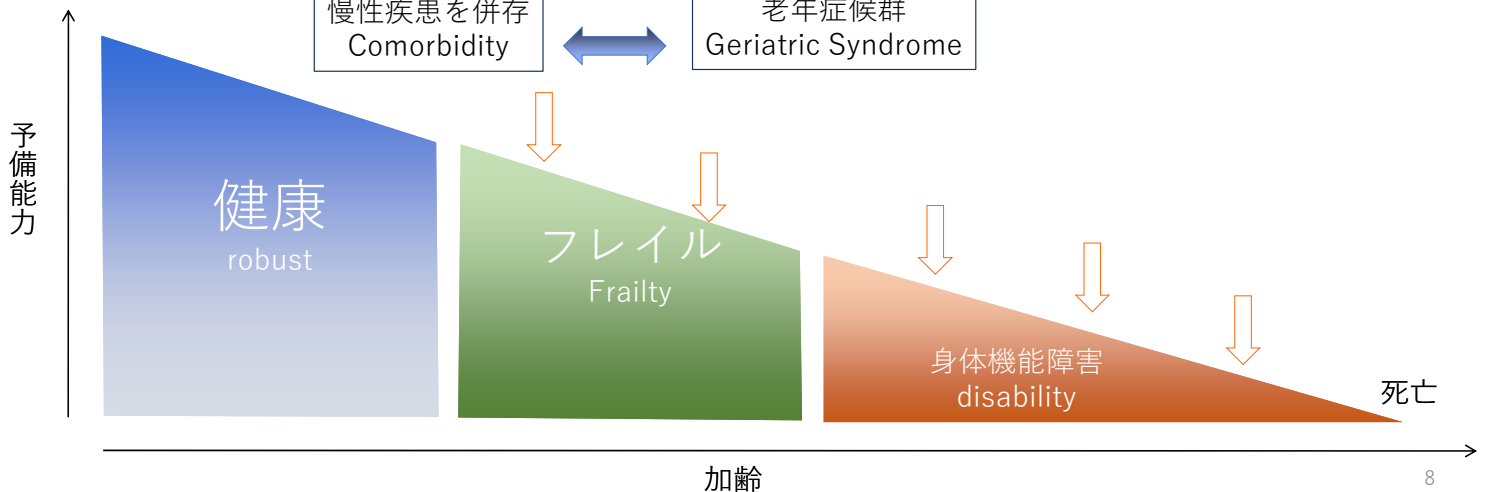 慢性疾患を併存
Comorbidity
老年症候群
Geriatric Syndrome
予備能力
健康
robust
フレイル
Frailty
身体機能障害
disability
死亡
加齢
8